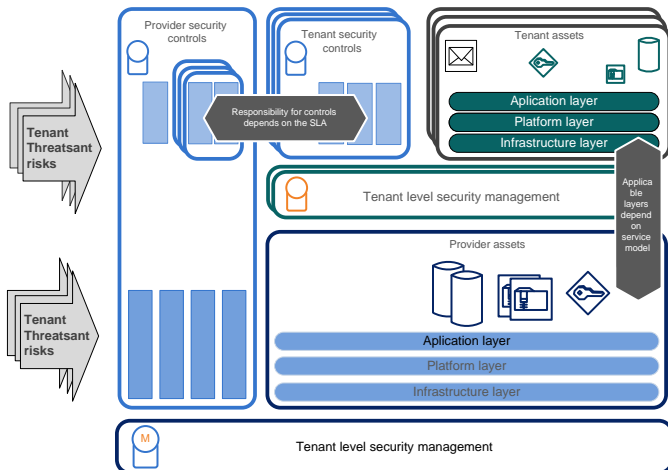 Provider security
controls
Tenant security
controls
Tenant assets
Tenant
Threatsant
risks
Responsibility for controls
depends on the SLA
Aplication layer
Platform layer
Infrastructure layer
Applica
ble
layers
depend
on
service
model
Tenant level security management
Provider assets
Tenant
Threatsant
risks
Aplication layer
Platform layer
Infrastructure layer
M
Tenant level security management